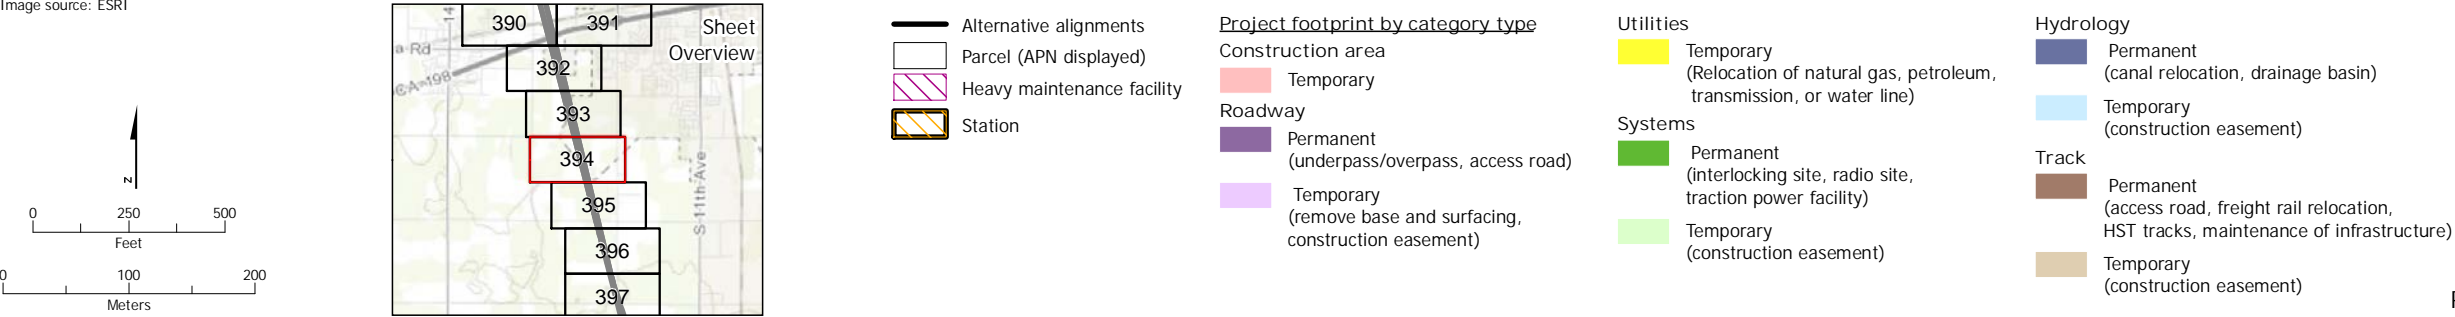 Image source: ESRI
N
0 250 500
Feet
0 100 200
Meters
Sheet
Overview
14
a Rd
CA-198
S-11th-Ave
390
391
392
393
394
395
396
397
Alternative alignments
Parcel (APN displayed)
Heavy maintenance facility
Station
Project footprint by category type
Construction area
Temporary
Roadway
Permanent
(underpass/overpass, access road)
Temporary
(remove base and surfacing,
construction easement)
Utilities
Temporary
(Relocation of natural gas, petroleum,
transmission, or water line)
Systems
Permanent
(interlocking site, radio site,
traction power facility)
Temporary
(construction easement)
Hydrology
Permanent
(canal relocation, drainage basin)
Temporary
(construction easement)
Track
Permanent
(access road, freight rail relocation,
HST tracks, maintenance of infrastructure)
Temporary
(construction easement)